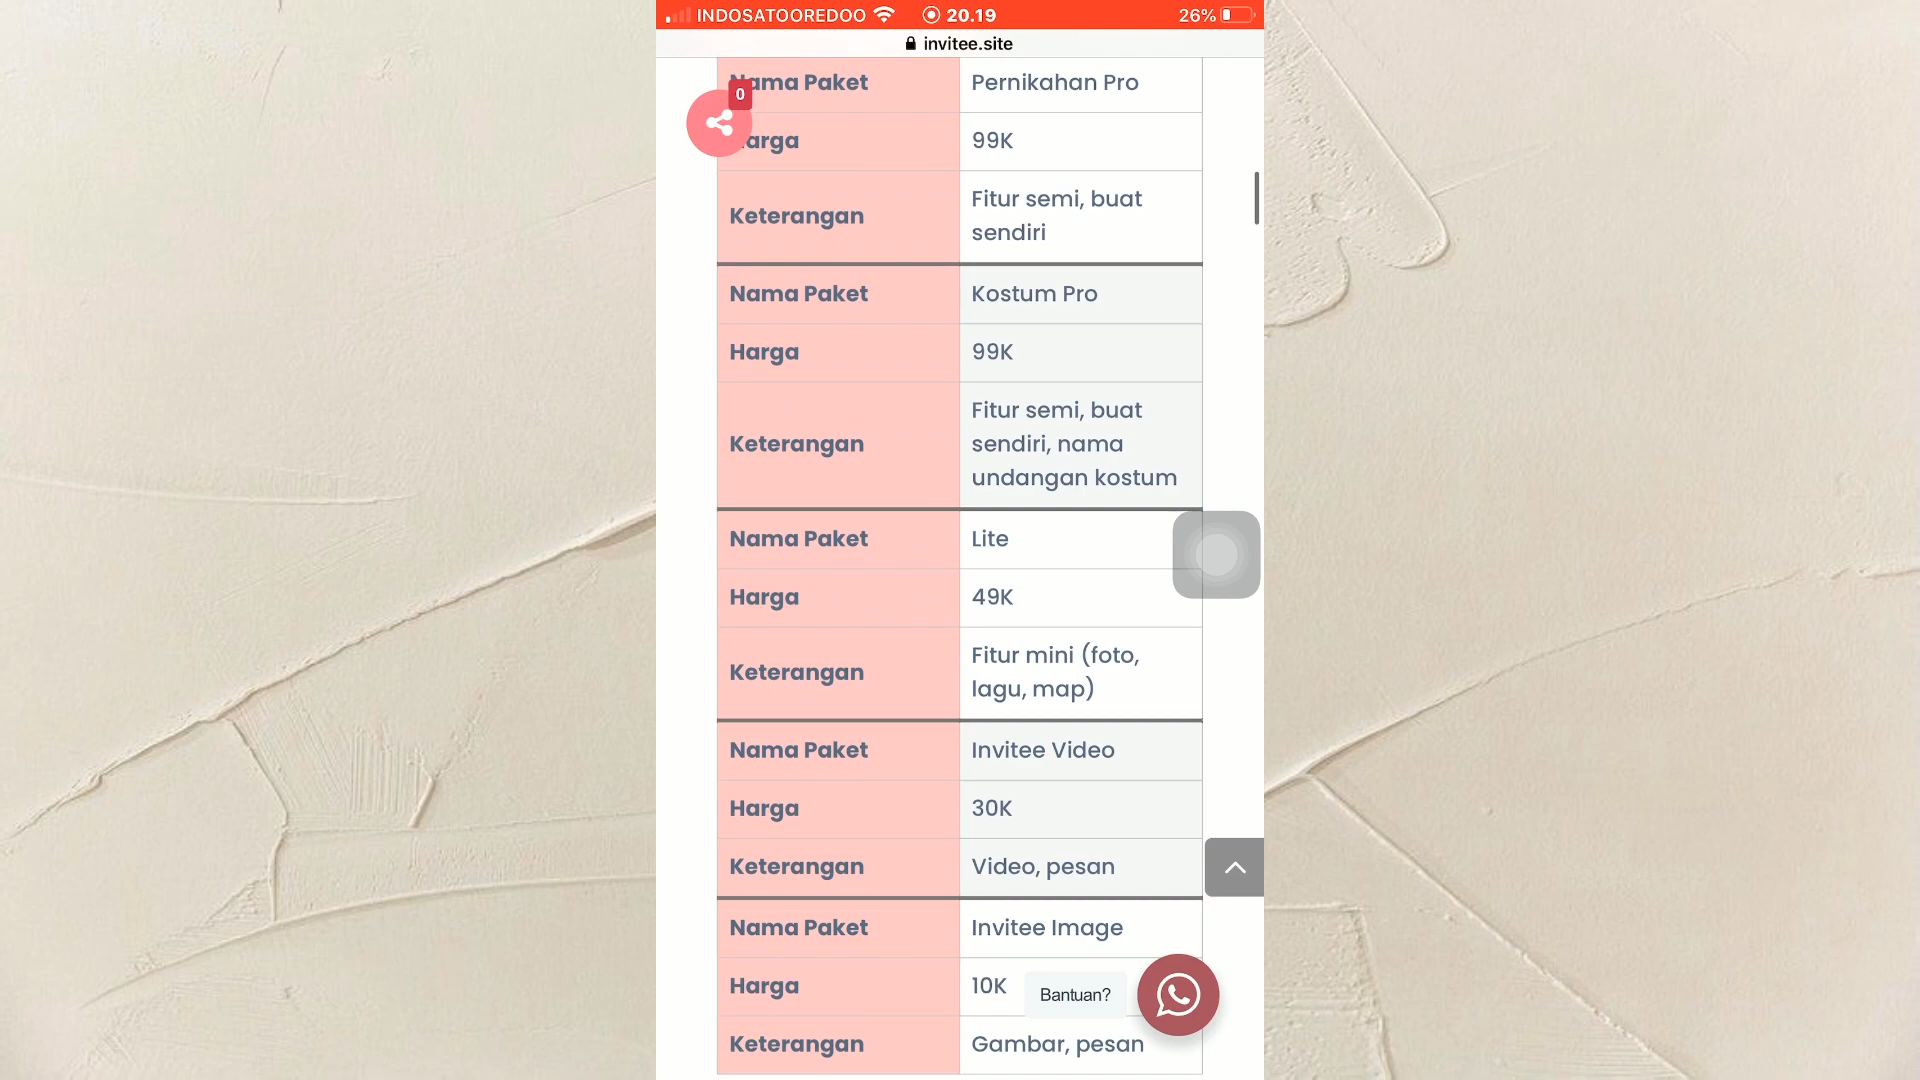 INDOSATOOREDOO 20.19 26%
invitee.site
Nama Paket Pernikahan Pro
0
arga 99K
Keterangan Fitur semi, buat
sendiri
Nama Paket Kostum Pro
Harga 99K
Keterangan Fitur semi, buat
sendiri, nama
undangan kostum
Nama Paket Lite
Harga 49K
Keterangan Fitur mini (foto,
lagu, map)
Nama Paket Invitee Video
Harga 30K
Keterangan Video, pesan
Nama Paket Invitee Image
Harga 10K
Bantuan?
Keterangan Gambar, pesan